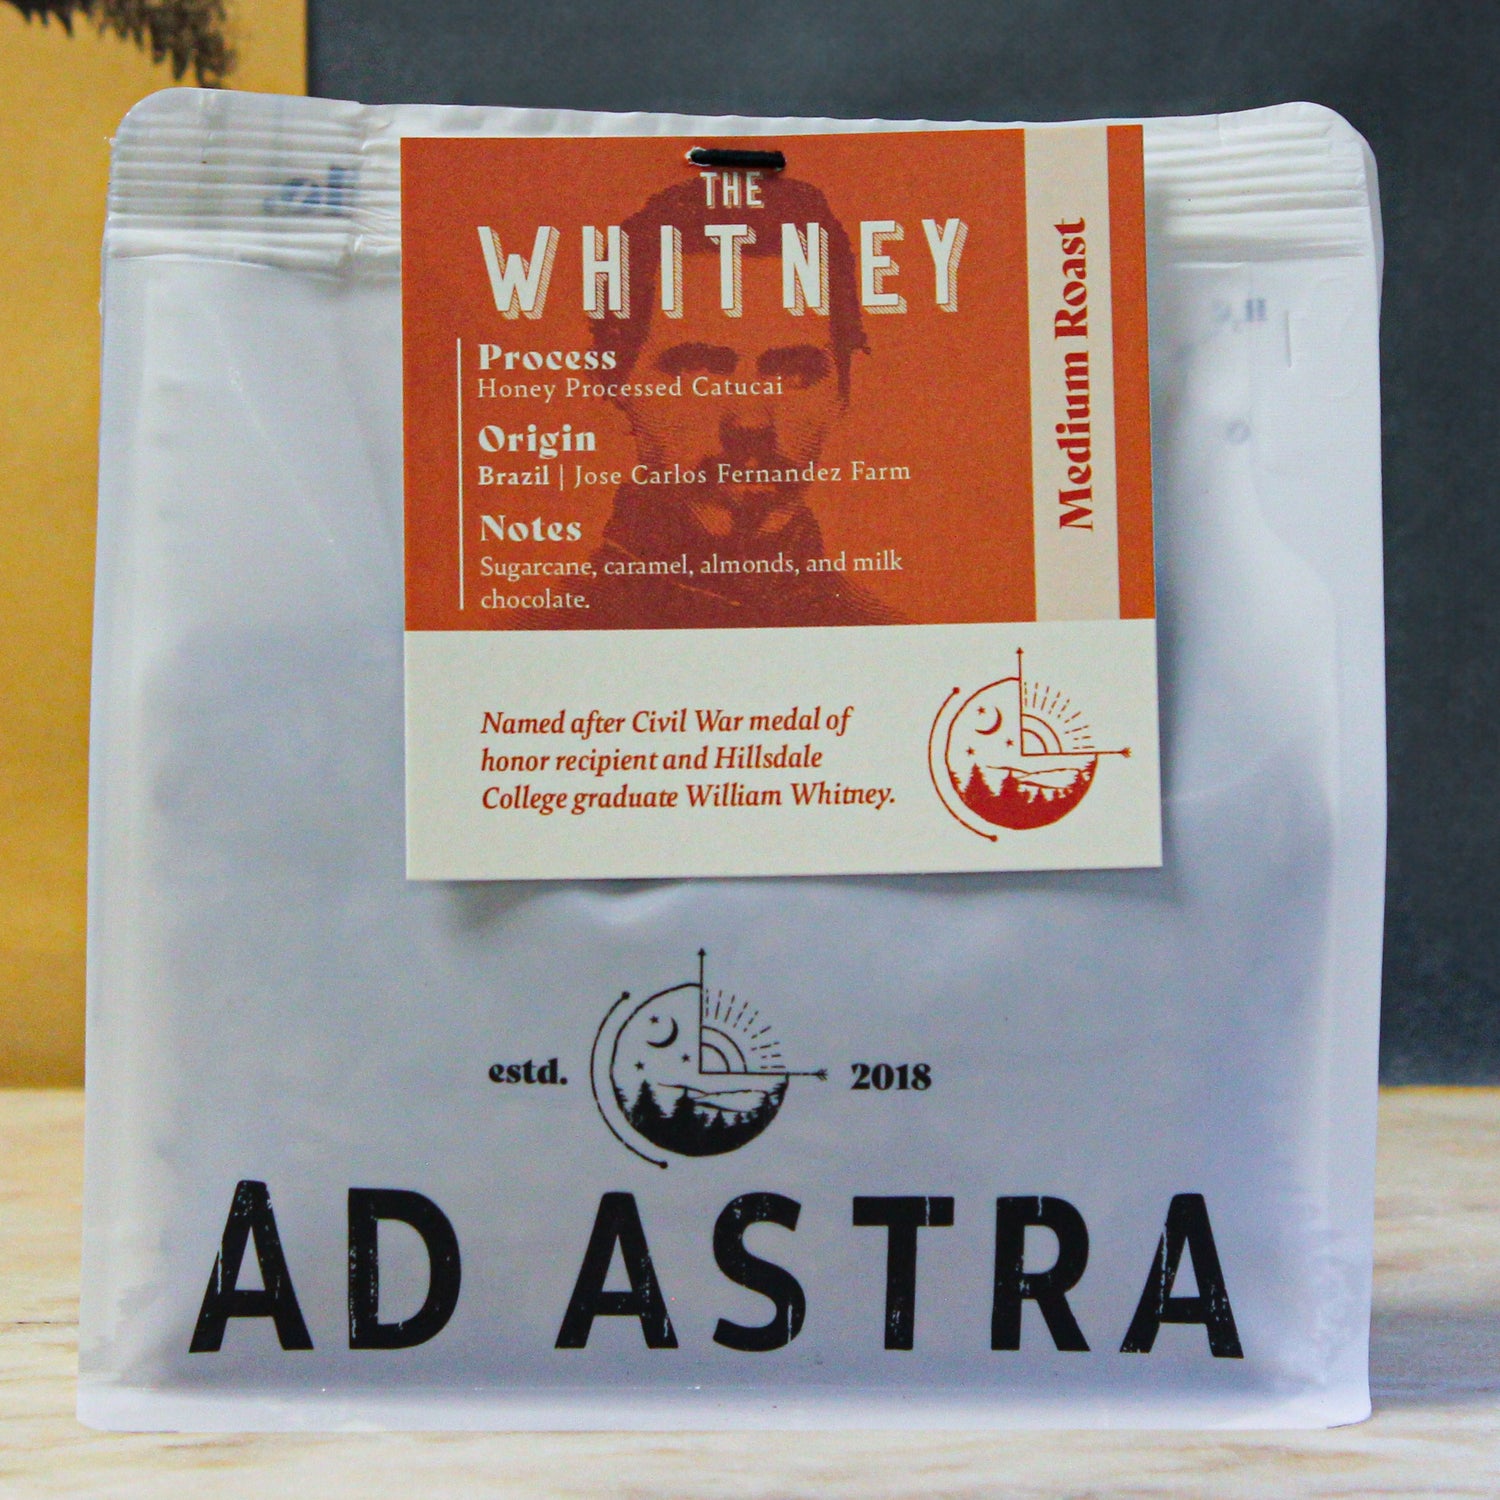 THE
WHITNEY
Process
Honey Processed Catucai
Origin
Brazil | Jose Carlos Fernandez Farm
Notes
Sugarcane, caramel, almonds, and milk
chocolate.
Medium Roast
Named after Civil War medal of
honor recipient and Hillsdale
College graduate William Whitney.
estd. 2018
AD ASTRA